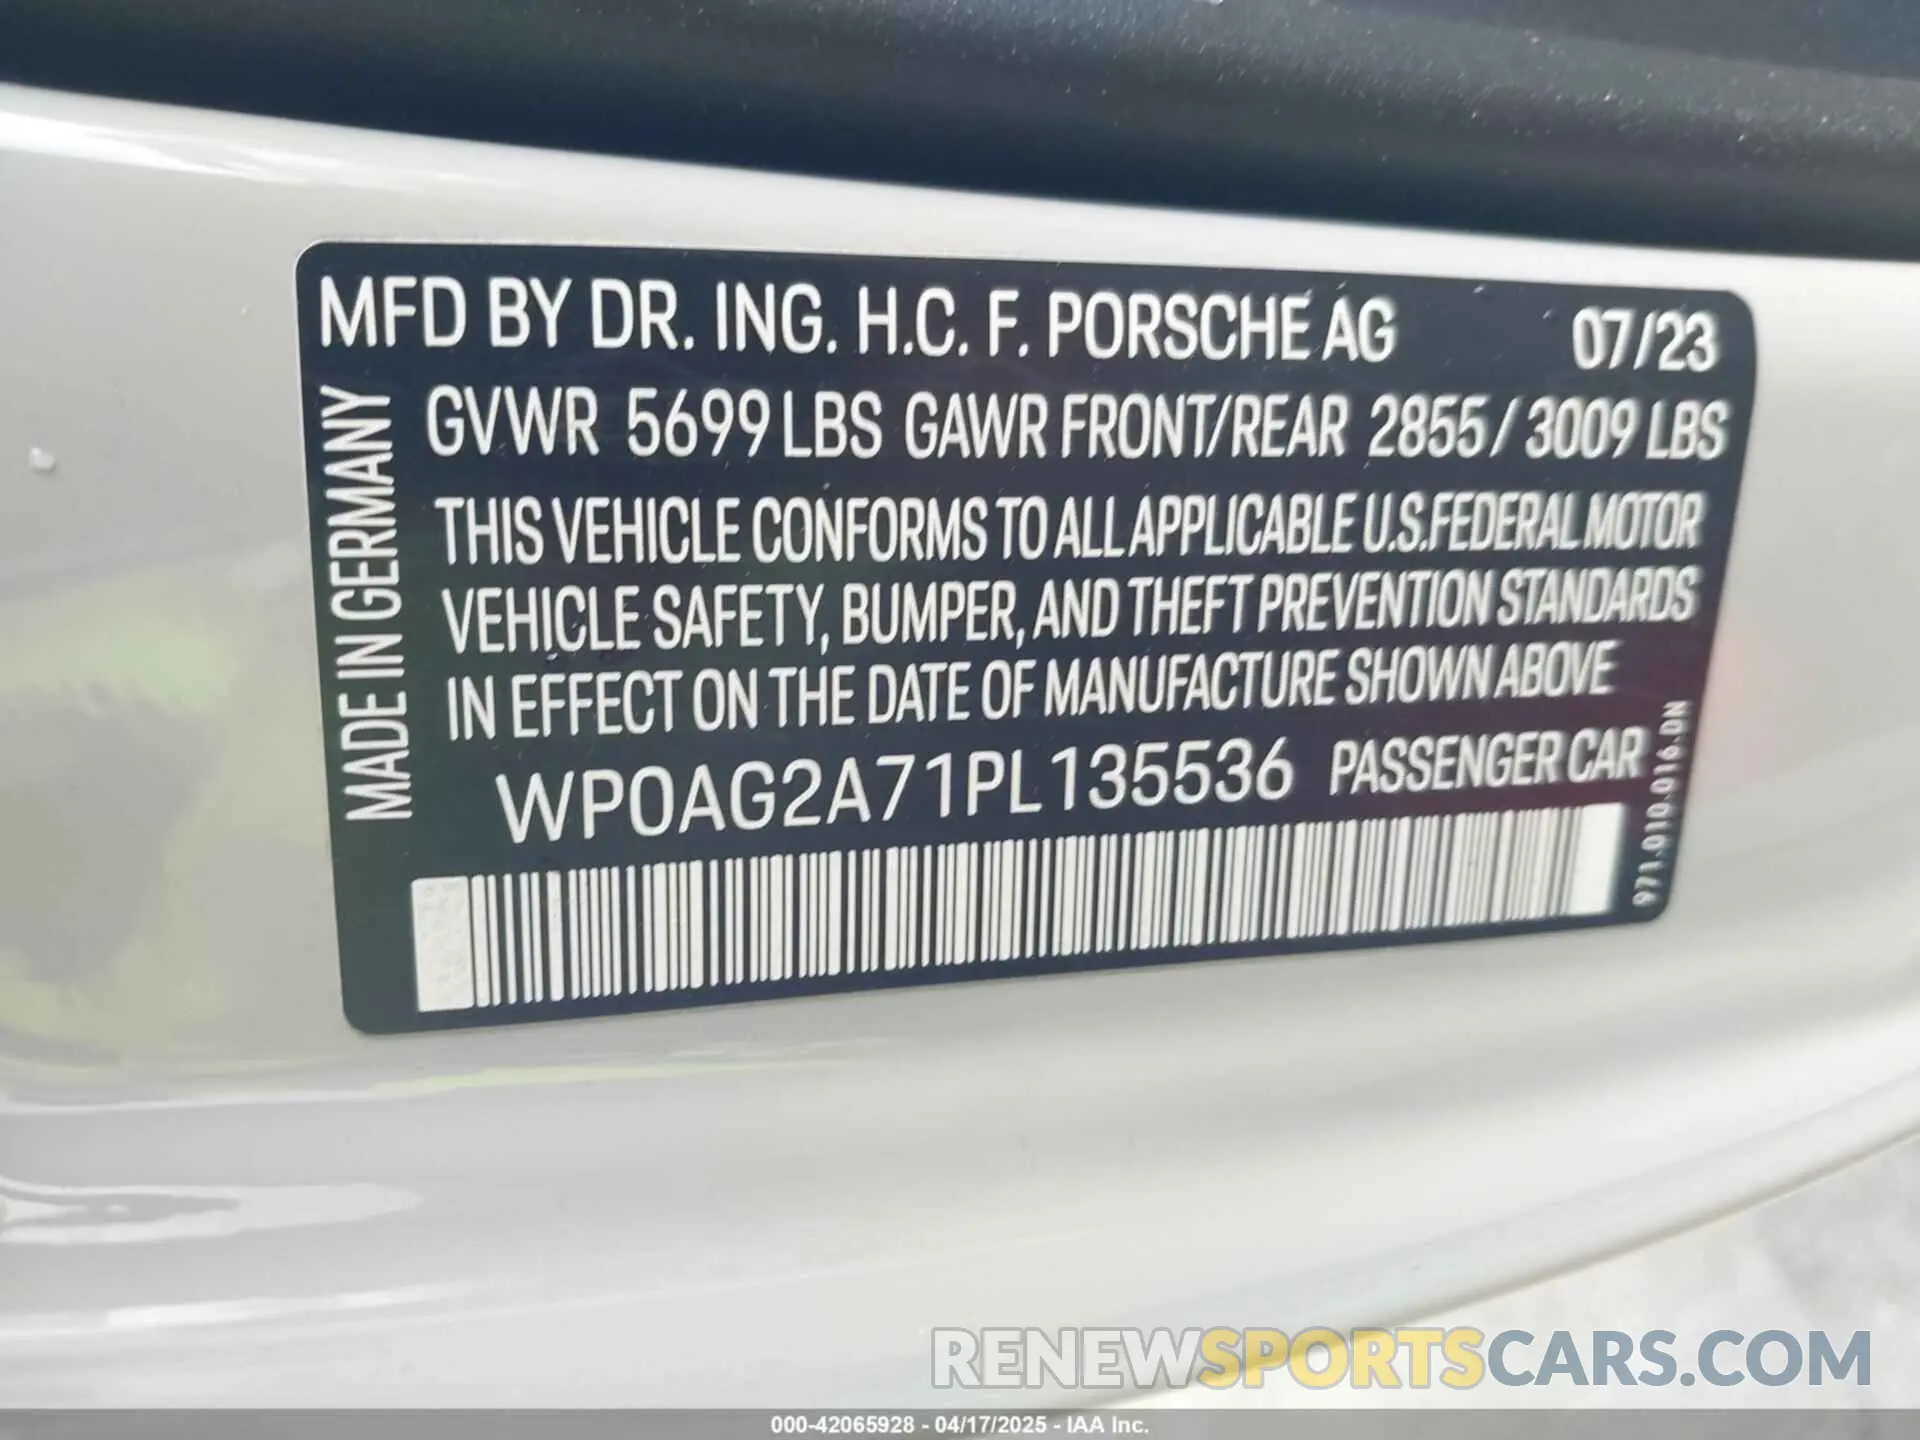 MFD BY DR. ING. H.C. F. PORSCHE AG 07/23
GVWR 5699 LBS GAWR FRONT/REAR 2855/3009 LBS
THIS VEHICLE CONFORMS TO ALL APPLICABLE U.S.FEDERAL MOTOR
VEHICLE SAFETY, BUMPER, AND THEFT PREVENTION STANDARDS
IN EFFECT ON THE DATE OF MANUFACTURE SHOWN ABOVE
WP0AG2A71PL135536 PASSENGER CAR
MADE IN GERMANY
971.010.016.DN
RENEWSPORTSCARS.COM
000-42065928 - 04/17/2025 - IAA Inc.